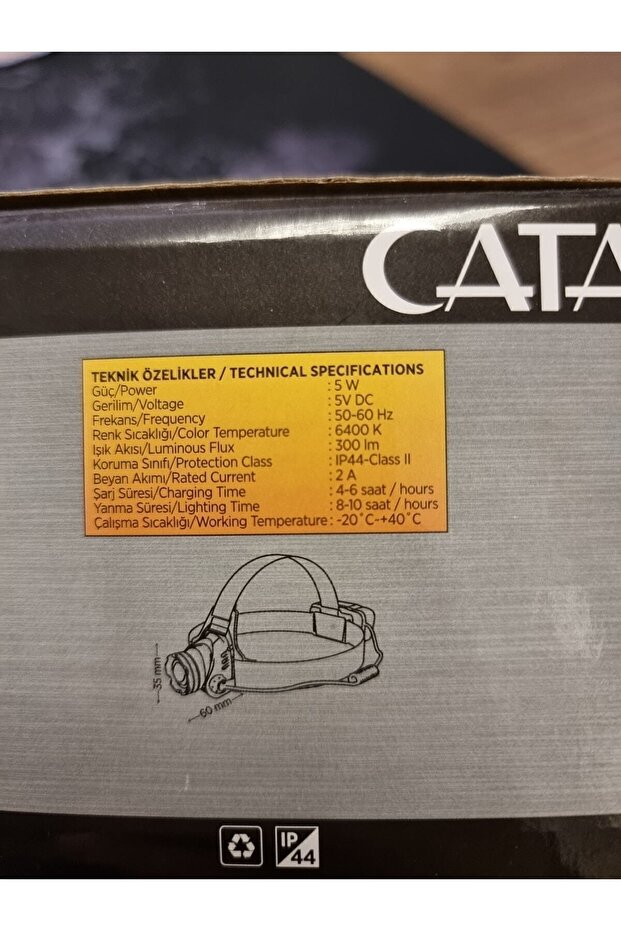 CATA
TEKNİK ÖZELİKLER / TECHNICAL SPECIFICATIONS
Güç/Power : 5 W
Gerilim/Voltage : 5V DC
Frekans/Frequency : 50-60 Hz
Renk Sıcaklığı/Color Temperature : 6400 K
Işık Akısı/Luminous Flux : 300 lm
Koruma Sınıfı/Protection Class : IP44-Class II
Beyan Akımı/Rated Current : 2 A
Şarj Süresi/Charging Time : 4-6 saat / hours
Yanma Süresi/Lighting Time : 8-10 saat / hours
Çalışma Sıcaklığı/Working Temperature : -20°C-+40°C
35 mm
60 mm
IP
44